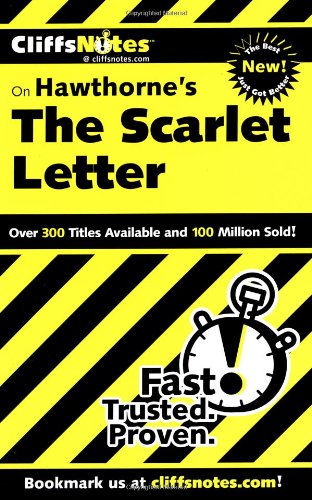 CliffsNotes™
@ cliffsnotes.com
The Best
New!
Just Got Better
On Hawthorne's
The Scarlet
Letter
Over 300 Titles Available and 100 Million Sold!
Fast.
Trusted.
Proven.
Bookmark us at cliffsnotes.com!